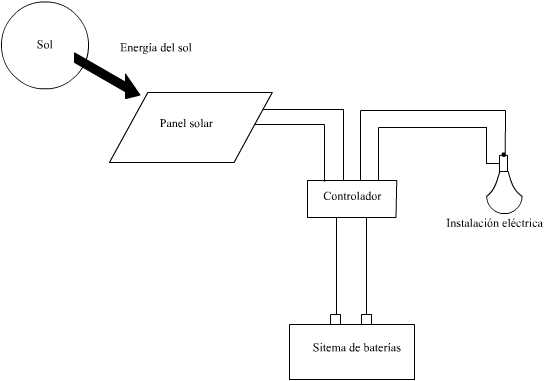 Sol
Energía del sol
Panel solar
Controlador
Instalación eléctrica
Sitema de baterías